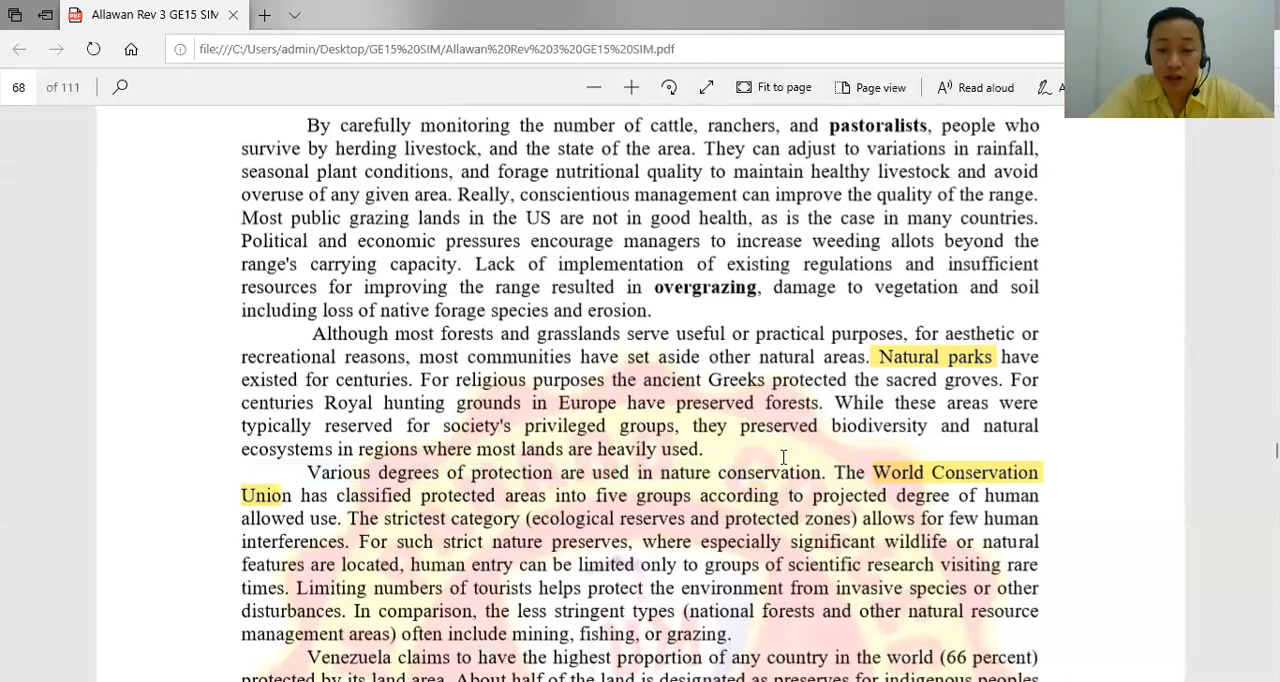 Allawan Rev 3 GE15 SIM
file:///C:/Users/admin/Desktop/GE15%20SIM/Allawan%20Rev%203%20GE15%20SIM.pdf
68 of 111 Fit to page Page view Read aloud
By carefully monitoring the number of cattle, ranchers, and pastoralists, people who
survive by herding livestock, and the state of the area. They can adjust to variations in rainfall,
seasonal plant conditions, and forage nutritional quality to maintain healthy livestock and avoid
overuse of any given area. Really, conscientious management can improve the quality of the range.
Most public grazing lands in the US are not in good health, as is the case in many countries.
Political and economic pressures encourage managers to increase weeding allots beyond the
range's carrying capacity. Lack of implementation of existing regulations and insufficient
resources for improving the range resulted in overgrazing, damage to vegetation and soil
including loss of native forage species and erosion.
Although most forests and grasslands serve useful or practical purposes, for aesthetic or
recreational reasons, most communities have set aside other natural areas. Natural parks have
existed for centuries. For religious purposes the ancient Greeks protected the sacred groves. For
centuries Royal hunting grounds in Europe have preserved forests. While these areas were
typically reserved for society's privileged groups, they preserved biodiversity and natural
ecosystems in regions where most lands are heavily used.
Various degrees of protection are used in nature conservation. The World Conservation
Union has classified protected areas into five groups according to projected degree of human
allowed use. The strictest category (ecological reserves and protected zones) allows for few human
interferences. For such strict nature preserves, where especially significant wildlife or natural
features are located, human entry can be limited only to groups of scientific research visiting rare
times. Limiting numbers of tourists helps protect the environment from invasive species or other
disturbances. In comparison, the less stringent types (national forests and other natural resource
management areas) often include mining, fishing, or grazing.
Venezuela claims to have the highest proportion of any country in the world (66 percent)
protected by its land area. About half of the land is designated as preserves for indigenous peoples